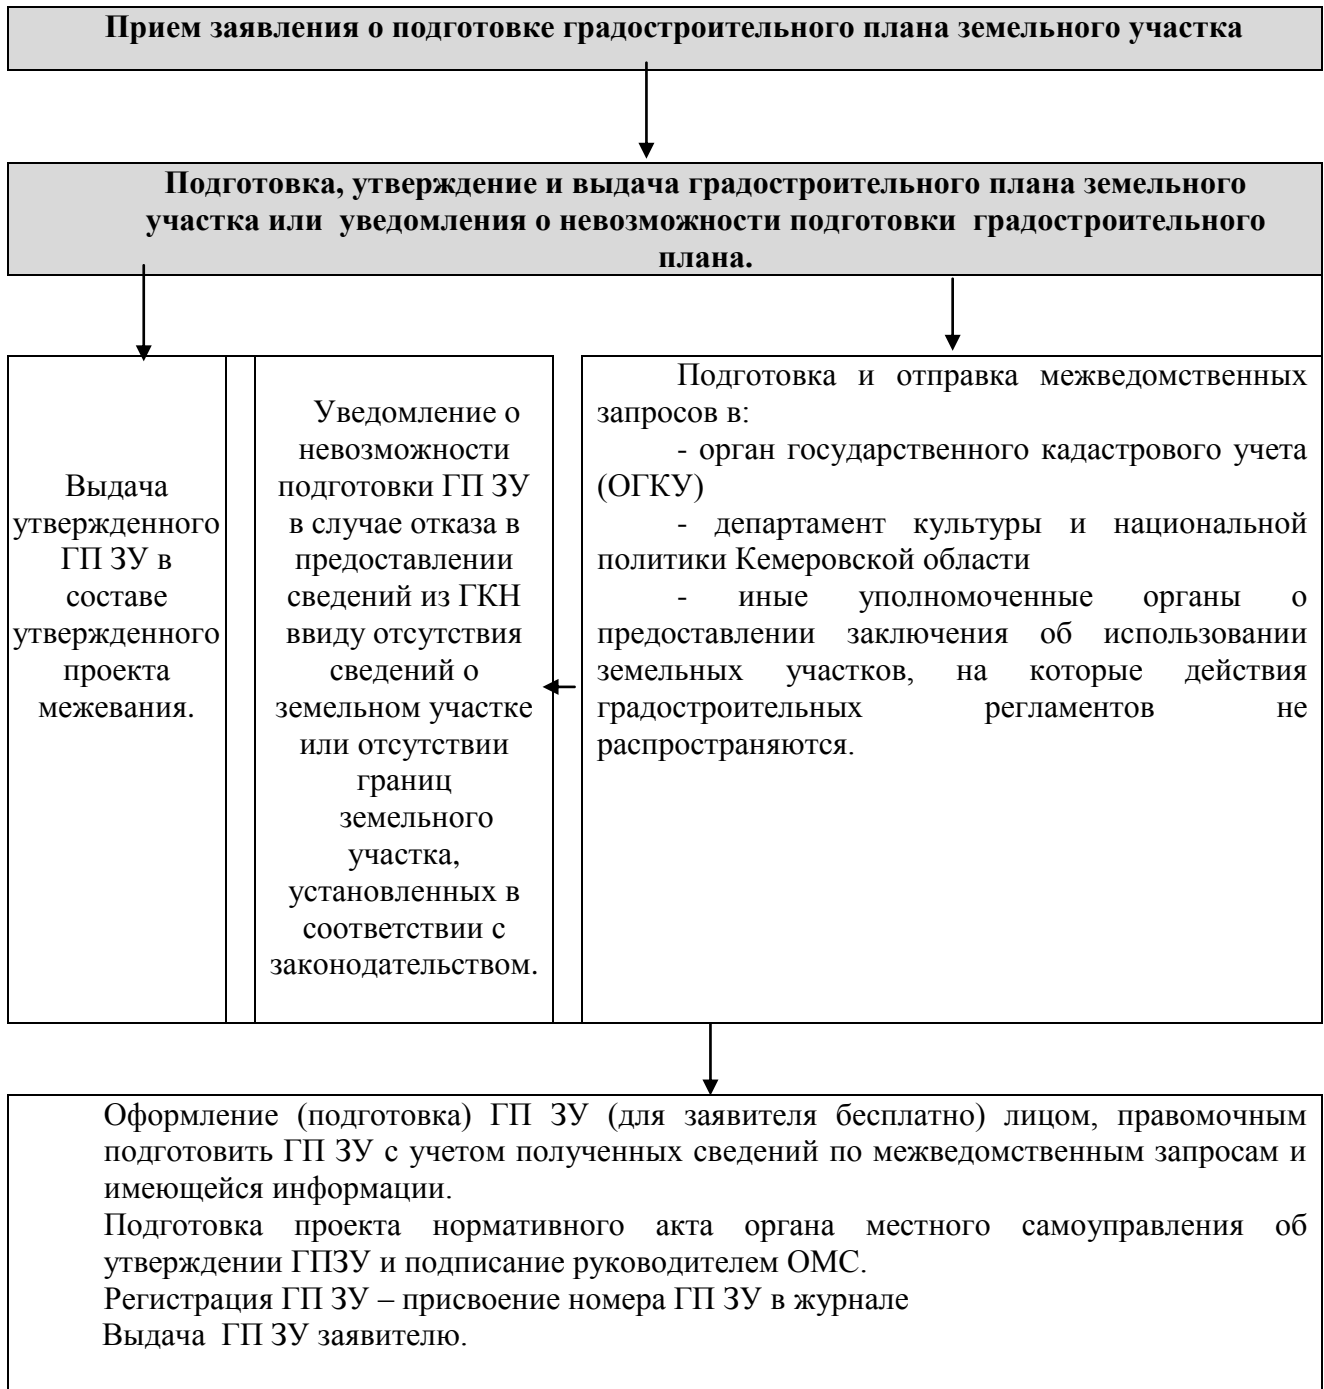 Прием заявления о подготовке градостроительного плана земельного участка
Подготовка, утверждение и выдача градостроительного плана земельного
участка или уведомления о невозможности подготовки градостроительного
плана.
Выдача
утвержденного
ГП ЗУ в
составе
утвержденного
проекта
межевания.
Уведомление о
невозможности
подготовки ГП ЗУ
в случае отказа в
предоставлении
сведений из ГКН
ввиду отсутствия
сведений о
земельном участке
или отсутствии
границ
земельного
участка,
установленных в
соответствии с
законодательством.
Подготовка и отправка межведомственных
запросов в:
- орган государственного кадастрового учета
(ОГКУ)
- департамент культуры и национальной
политики Кемеровской области
- иные уполномоченные органы о
предоставлении заключения об использовании
земельных участков, на которые действия
градостроительных регламентов не
распространяются.
Оформление (подготовка) ГП ЗУ (для заявителя бесплатно) лицом, правомочным
подготовить ГП ЗУ с учетом полученных сведений по межведомственным запросам и
имеющейся информации.
Подготовка проекта нормативного акта органа местного самоуправления об
утверждении ГПЗУ и подписание руководителем ОМС.
Регистрация ГП ЗУ – присвоение номера ГП ЗУ в журнале
Выдача ГП ЗУ заявителю.